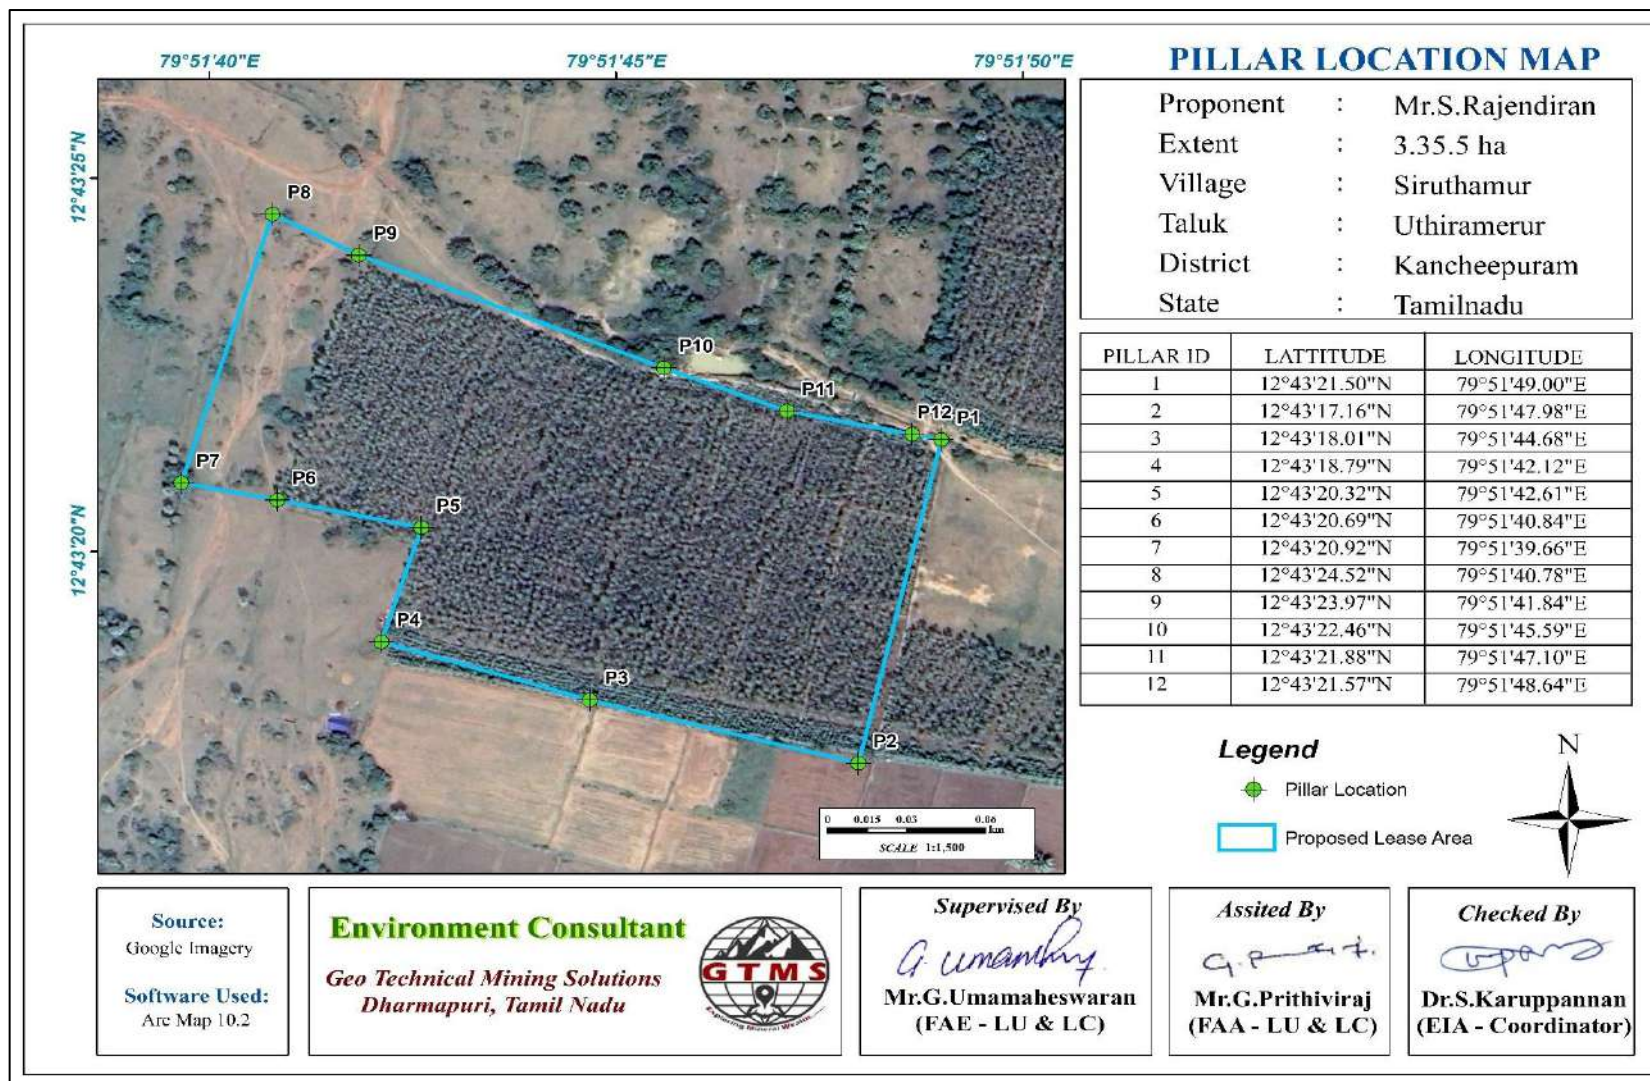 79°51'40"E
79°51'45"E
79°51'50"E
12°43'25"N
12°43'20"N
P8
P9
P10
P11
P12
P1
P7
P6
P5
P4
P3
P2
0 0.015 0.03 0.06
km
SCALE 1:1,500
PILLAR LOCATION MAP
Proponent : Mr.S.Rajendiran
Extent : 3.35.5 ha
Village : Siruthamur
Taluk : Uthiramerur
District : Kancheepuram
State : Tamilnadu
PILLAR ID LATTITUDE LONGITUDE
1 12°43'21.50"N 79°51'49.00"E
2 12°43'17.16"N 79°51'47.98"E
3 12°43'18.01"N 79°51'44.68"E
4 12°43'18.79"N 79°51'42.12"E
5 12°43'20.32"N 79°51'42.61"E
6 12°43'20.69"N 79°51'40.84"E
7 12°43'20.92"N 79°51'39.66"E
8 12°43'24.52"N 79°51'40.78"E
9 12°43'23.97"N 79°51'41.84"E
10 12°43'22.46"N 79°51'45.59"E
11 12°43'21.88"N 79°51'47.10"E
12 12°43'21.57"N 79°51'48.64"E
Legend
Pillar Location
Proposed Lease Area
N
Source:
Google Imagery
Software Used:
Arc Map 10.2
Environment Consultant
Geo Technical Mining Solutions
Dharmapuri, Tamil Nadu
GTMS
Exploring Mineral Wealth
Supervised By
Mr.G.Umamaheswaran
(FAE - LU & LC)
Assited By
Mr.G.Prithiviraj
(FAA - LU & LC)
Checked By
Dr.S.Karuppannan
(EIA - Coordinator)